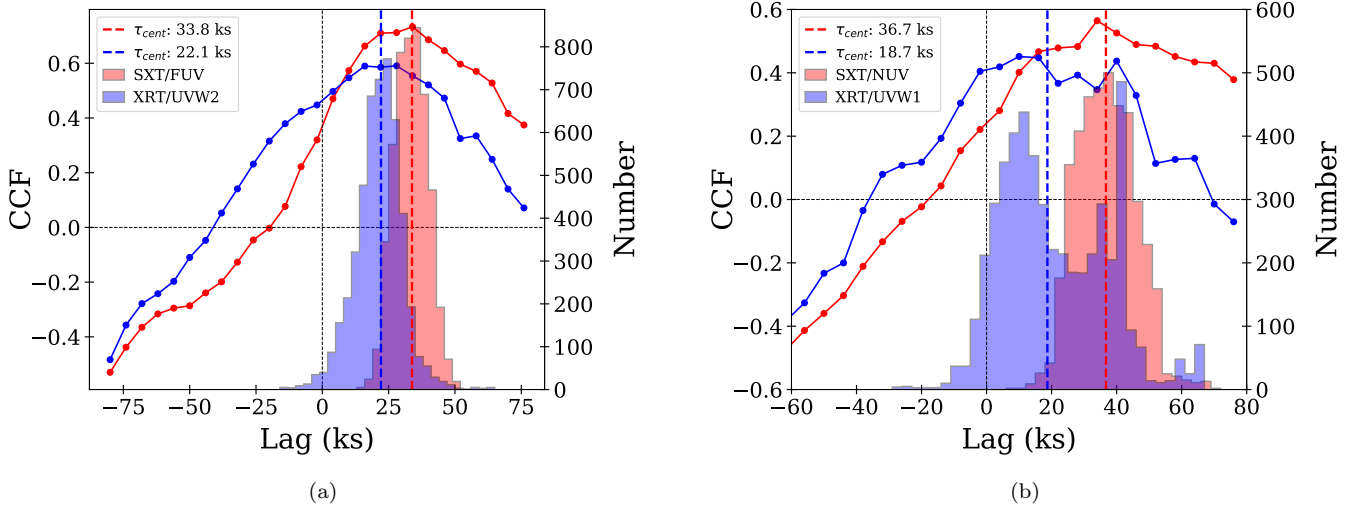 τcent: 33.8 ks
τcent: 22.1 ks
SXT/FUV
XRT/UVW2
CCF
0.6
0.4
0.2
0.0
−0.2
−0.4
800
700
600
500
400
300
200
100
0
Number
−75 −50 −25 0 25 50 75
Lag (ks)
(a)
τcent: 36.7 ks
τcent: 18.7 ks
SXT/NUV
XRT/UVW1
CCF
0.6
0.4
0.2
0.0
−0.2
−0.4
−0.6
600
500
400
300
200
100
0
Number
−60 −40 −20 0 20 40 60 80
Lag (ks)
(b)